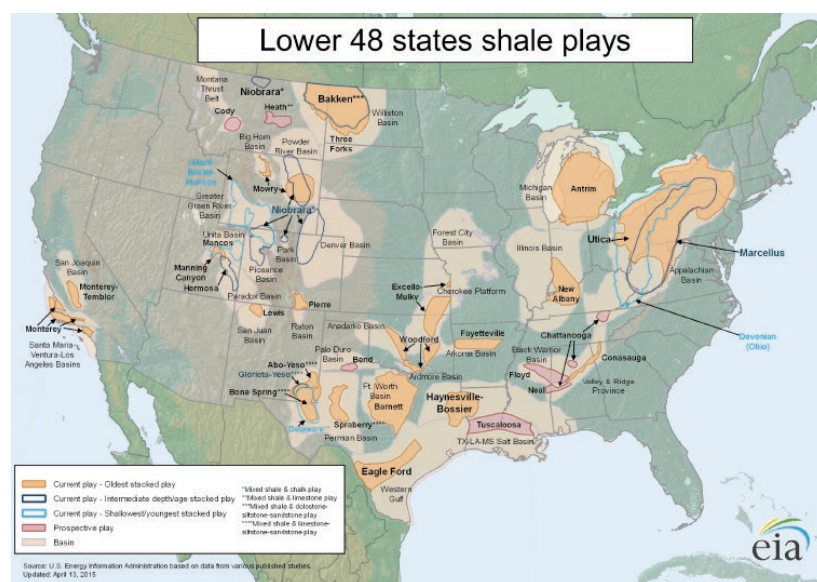 Lower 48 states shale plays
Montana
Thrust
Belt
Niobrara*
Cody
Heath**
Bakken***
Williston
Basin
Three
Forks
Big Horn
Basin
Powder
River Basin
Mowry
Hilliard-
Baxter-
Mancos
Greater
Green River
Basin
Niobrara*
Uinta Basin
Mancos
Park
Basin
Denver Basin
Manning
Canyon
Piceance
Basin
Hermosa
Paradox Basin
Pierre
Lewis
San Juan
Basin
Raton
Basin
San Joaquin
Basin
Monterey-
Temblor
Monterey
Santa Maria-
Ventura-Los
Angeles Basins
Michigan
Basin
Antrim
Forest City
Basin
Illinois Basin
Utica
Marcellus
Appalachian
Basin
Excello-
Mulky
Cherokee Platform
New
Albany
Devonian
(Ohio)
Anadarko Basin
Woodford
Fayetteville
Arkoma Basin
Ardmore Basin
Chattanooga
Black Warrior
Basin
Conasauga
Floyd
Neal
Valley & Ridge
Province
Palo Duro
Basin
Bend
Abo-Yeso****
Glorieta-Yeso****
Bone Spring****
Delaware
Spraberry****
Permian Basin
Ft. Worth
Basin
Barnett
Haynesville-
Bossier
Tuscaloosa
TX-LA-MS Salt Basin
Eagle Ford
Western
Gulf
Current play - Oldest stacked play
Current play - Intermediate depth/age stacked play
Current play - Shallowest/youngest stacked play
Prospective play
Basin
*Mixed shale & chalk play
**Mixed shale & limestone play
***Mixed shale & dolostone-
siltstone-sandstone play
****Mixed shale & limestone-
siltstone-sandstone play
Source: U.S. Energy Information Administration based on data from various published studies.
Updated: April 13, 2015
eia